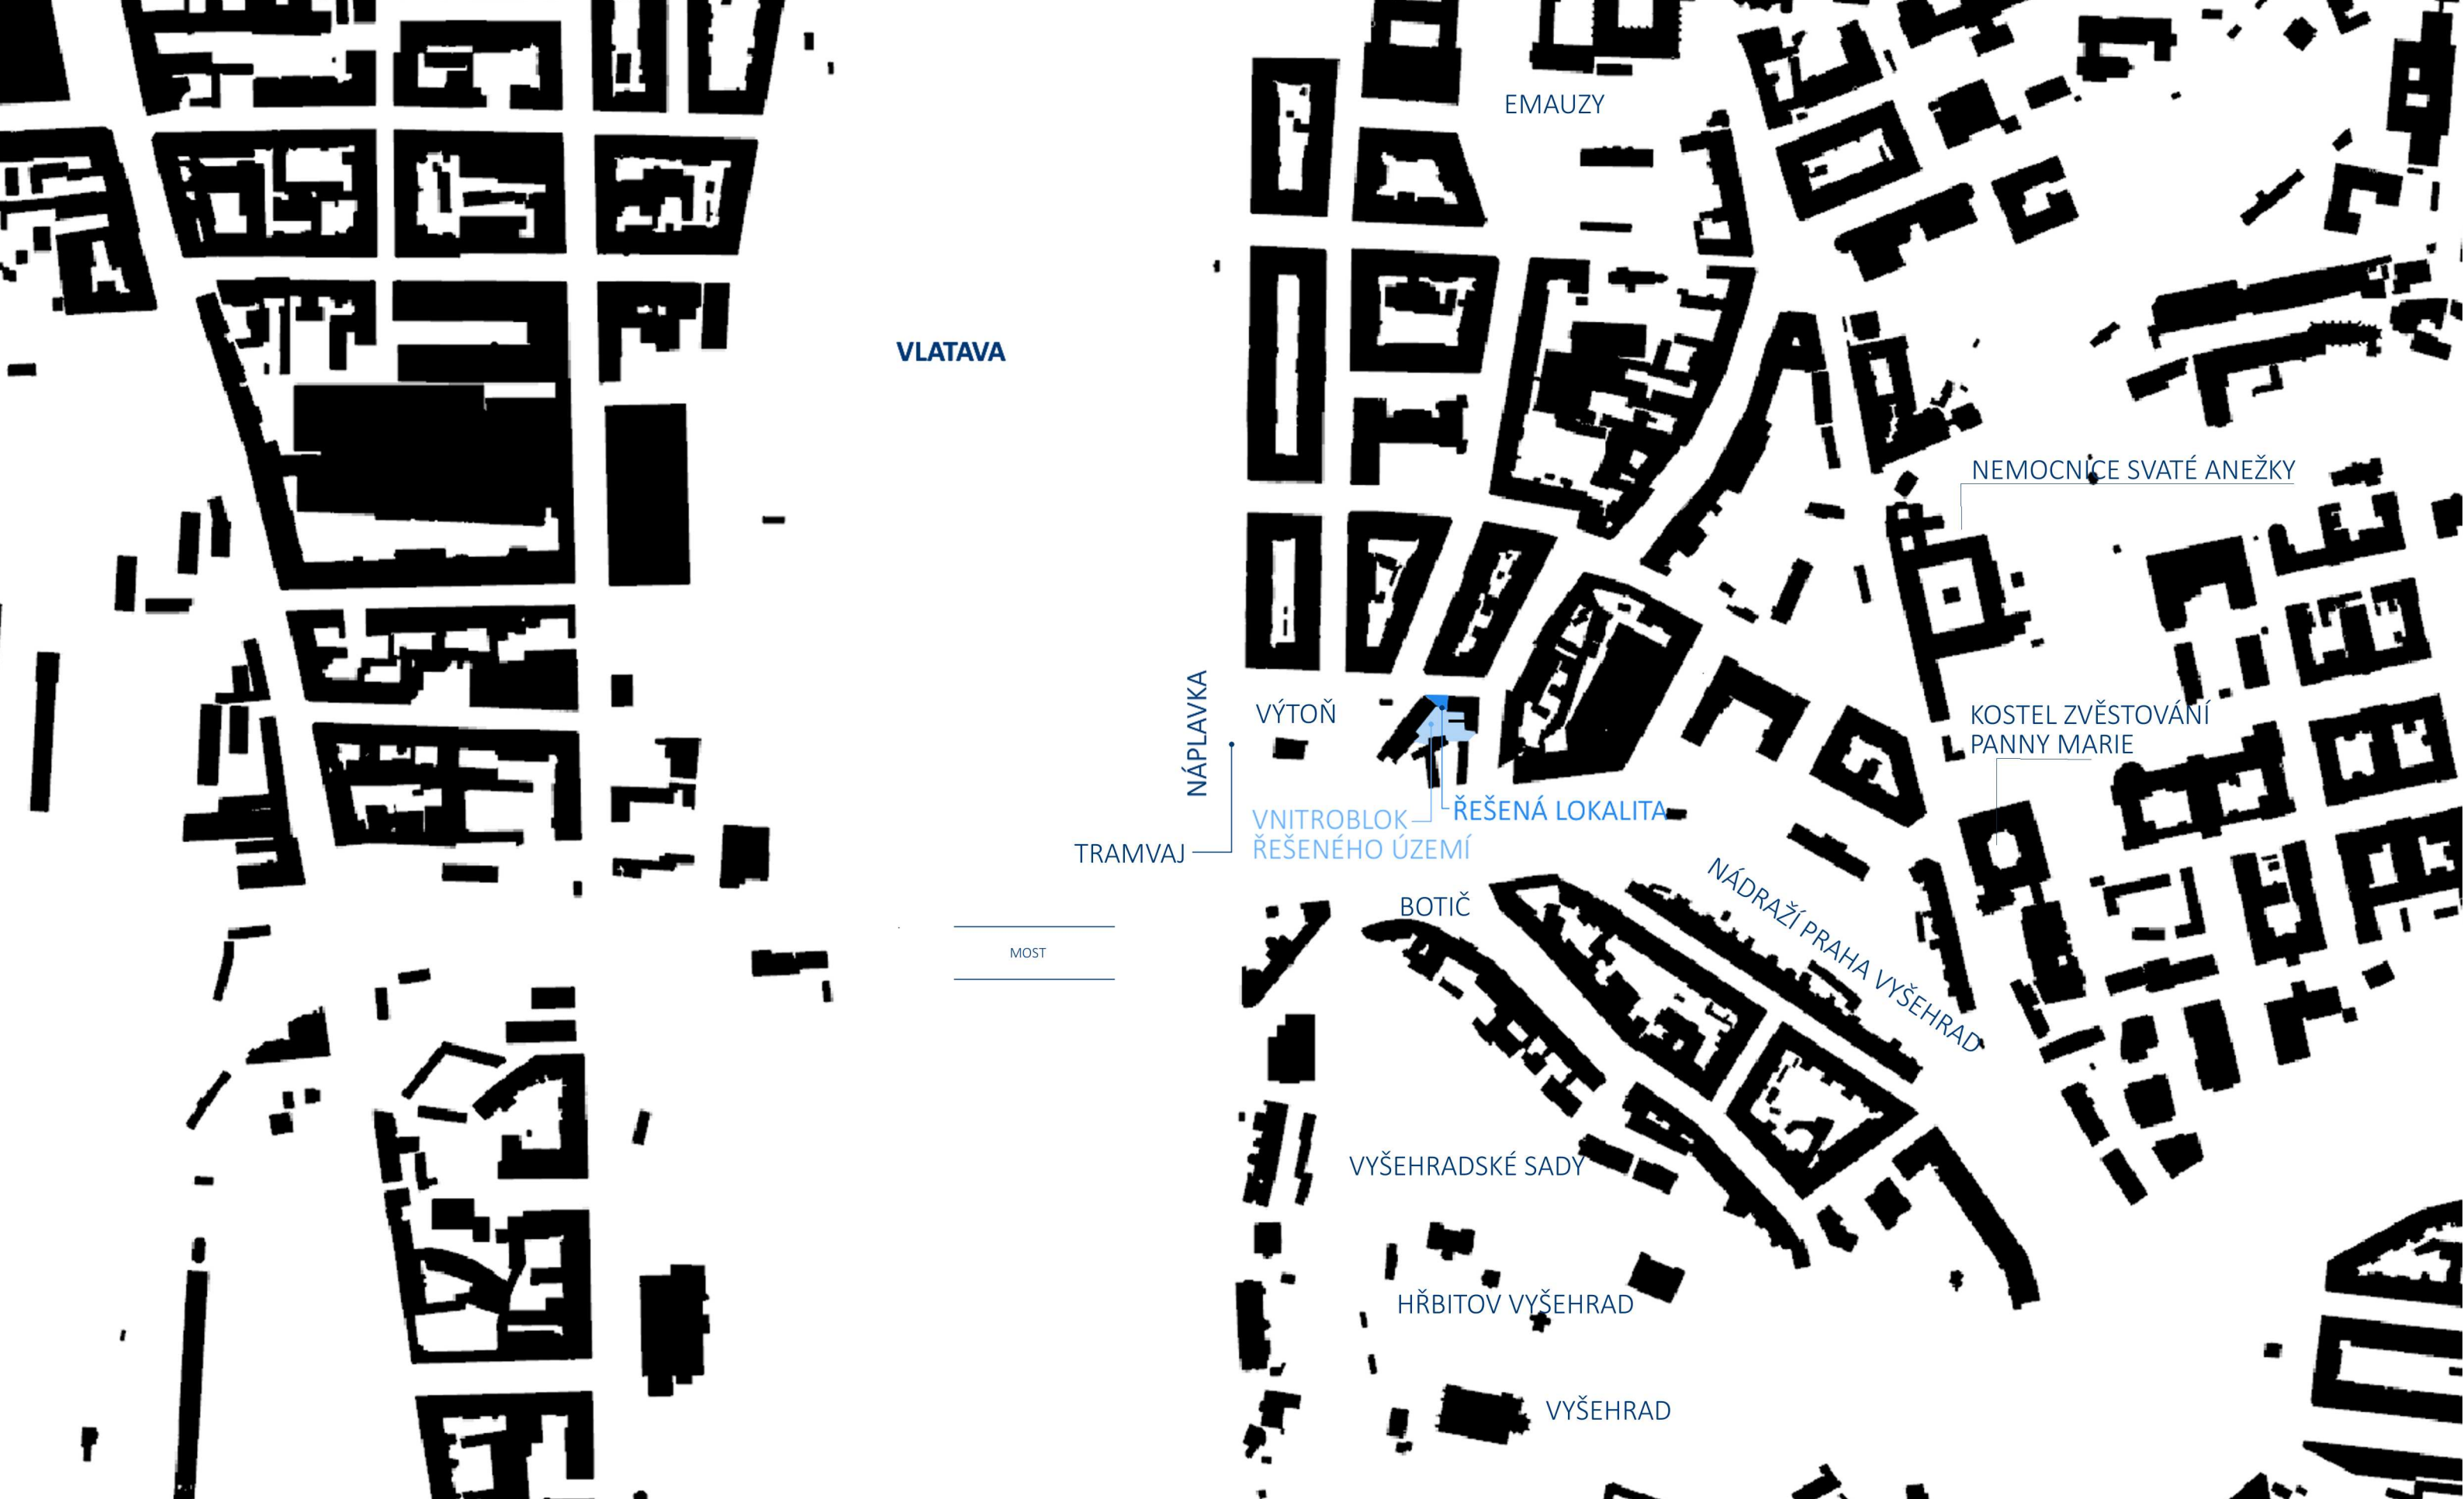 EMAUZY
VLATAVA
NEMOCNICE SVATÉ ANEŽKY
NÁPLAVKA
VÝTOŇ
KOSTEL ZVĚSTOVÁNÍ
PANNY MARIE
ŘEŠENÁ LOKALITA
VNITROBLOK
ŘEŠENÉHO ÚZEMÍ
TRAMVAJ
NÁDRAŽÍ PRAHA VYŠEHRAD
BOTIČ
MOST
VYŠEHRADSKÉ SADY
HŘBITOV VYŠEHRAD
VYŠEHRAD